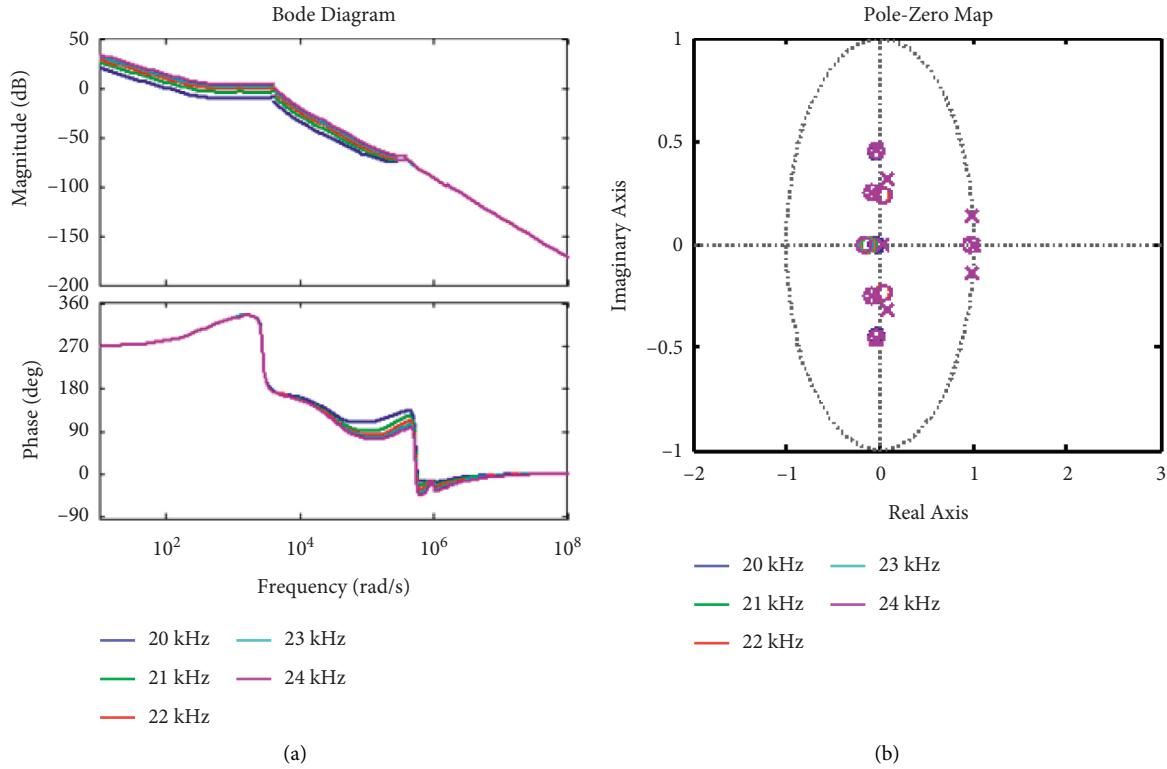 Bode Diagram
50
0
−50
−100
−150
−200
Magnitude (dB)
360
270
180
90
0
−90
Phase (deg)
10^2
10^4
10^6
10^8
Frequency (rad/s)
20 kHz
23 kHz
21 kHz
24 kHz
22 kHz
(a)
Pole-Zero Map
1
0.5
0
−0.5
−1
Imaginary Axis
−2
−1
0
1
2
3
Real Axis
20 kHz
23 kHz
21 kHz
24 kHz
22 kHz
(b)